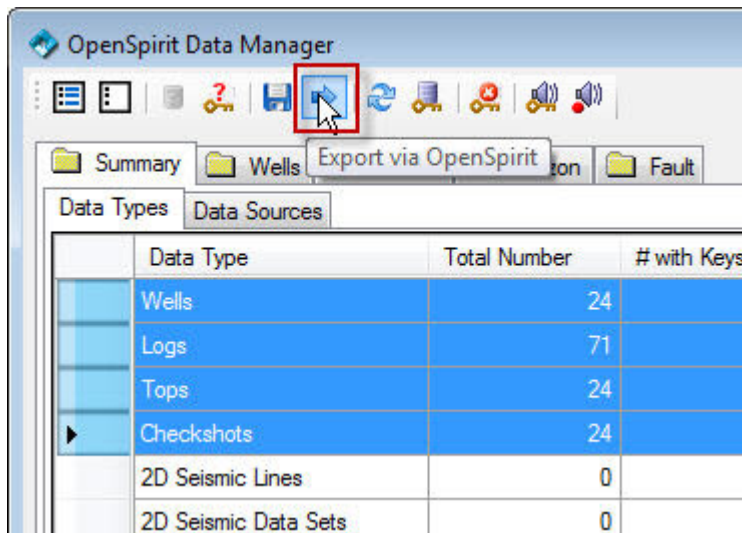 OpenSpirit Data Manager
Summary Wells zon Fault
Export via OpenSpirit
Data Types Data Sources
Data Type Total Number # with Keys
Wells 24
Logs 71
Tops 24
Checkshots 24
2D Seismic Lines 0
2D Seismic Data Sets 0